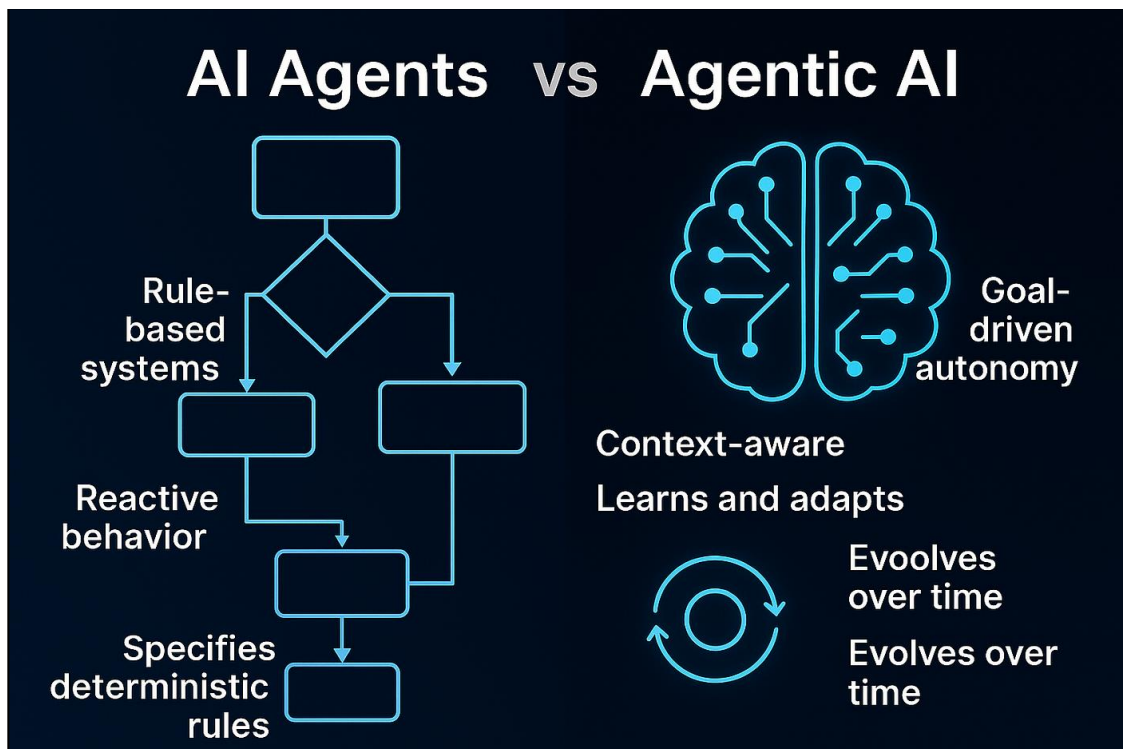 AI Agents vs Agentic AI
Rule-
based
systems
Reactive
behavior
Specifies
deterministic
rules
Goal-
driven
autonomy
Context-aware
Learns and adapts
Evoolves
over time
Evolves over
time